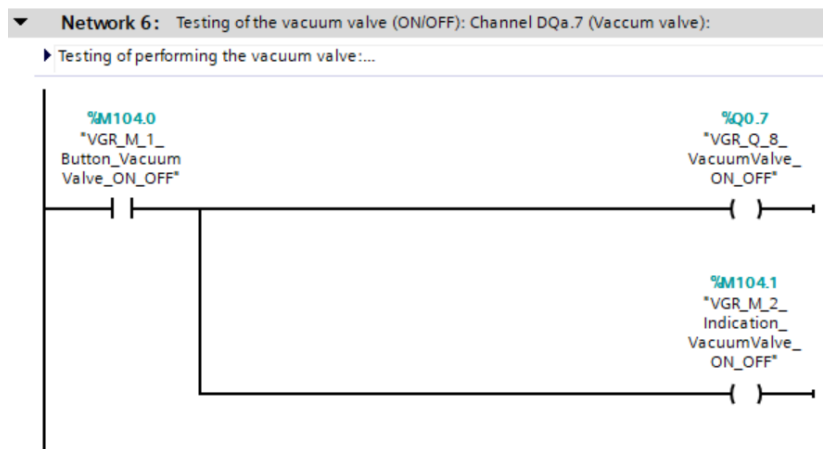 Network 6: Testing of the vacuum valve (ON/OFF): Channel DQa.7 (Vaccum valve):
Testing of performing the vacuum valve:...
%M104.0
"VGR_M_1_
Button_Vacuum
Valve_ON_OFF"
%Q0.7
"VGR_Q_8_
VacuumValve_
ON_OFF"
%M104.1
"VGR_M_2_
Indication_
VacuumValve_
ON_OFF"